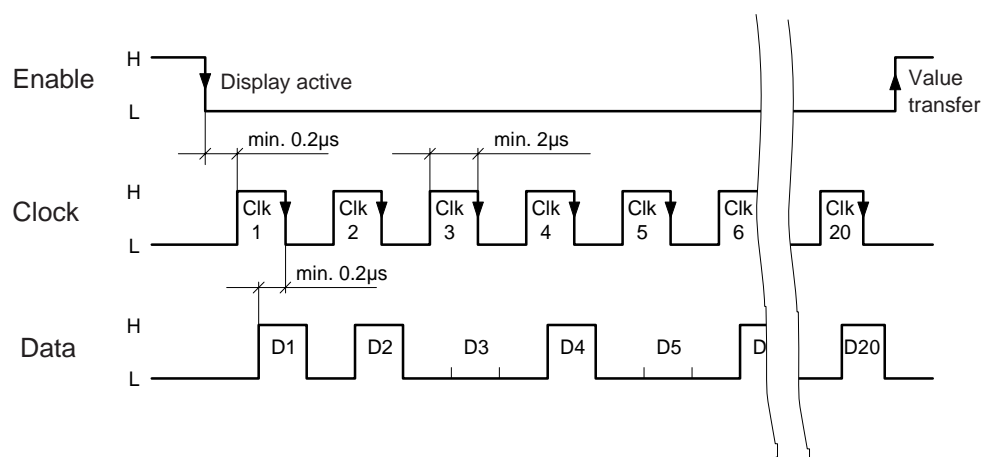 Enable
H
L
Display active
Value
transfer
min. 0.2µs
min. 2µs
Clock
H
L
Clk
1
Clk
2
Clk
3
Clk
4
Clk
5
Clk
6
Clk
20
min. 0.2µs
Data
H
L
D1
D2
D3
D4
D5
D
D20